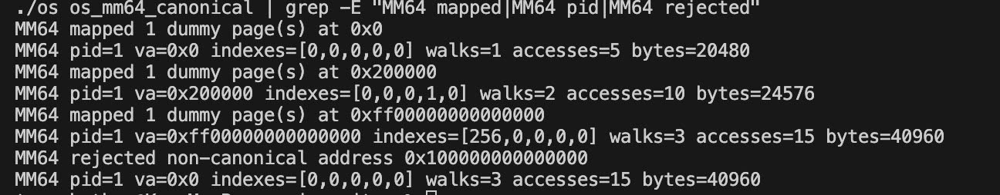 ./os os_mm64_canonical | grep -E "MM64 mapped|MM64 pid|MM64 rejected"
MM64 mapped 1 dummy page(s) at 0x0
MM64 pid=1 va=0x0 indexes=[0,0,0,0,0] walks=1 accesses=5 bytes=20480
MM64 mapped 1 dummy page(s) at 0x200000
MM64 pid=1 va=0x200000 indexes=[0,0,0,1,0] walks=2 accesses=10 bytes=24576
MM64 mapped 1 dummy page(s) at 0xff00000000000000
MM64 pid=1 va=0xff00000000000000 indexes=[256,0,0,0,0] walks=3 accesses=15 bytes=40960
MM64 rejected non-canonical address 0x100000000000000
MM64 pid=1 va=0x0 indexes=[0,0,0,0,0] walks=3 accesses=15 bytes=40960